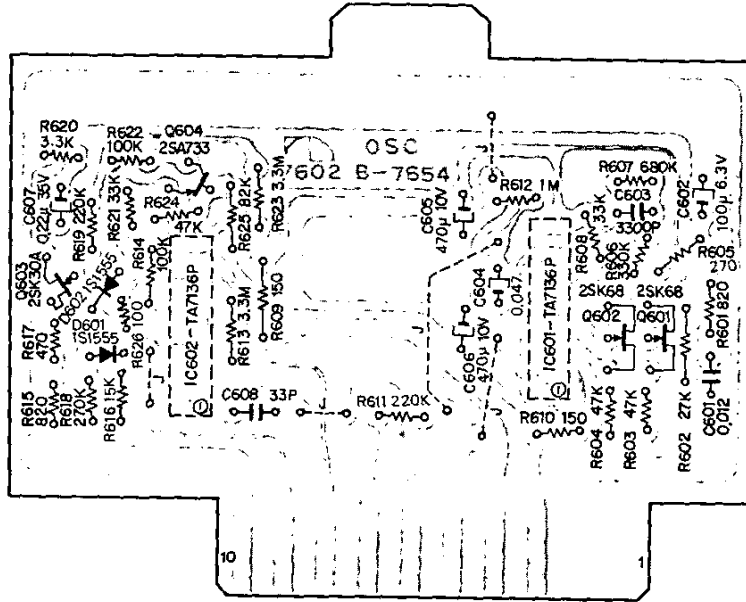 OSC
7602 B-7654
R620
3.3K
R622
100K
Q604
2SA733
C607
0.22μ 35V
R619 220K
R621 33K
R624
47K
R625 82K
R623 3.3M
R614
100K
Q603
2SK30A
D602 1S1555
D601
1S1555
R626 100
R617
470
R615
820
R618
270K
R616 15K
IC602-TA7136P
R613 3.3M
R609 150
C608 33P
R611 220K
C605
470μ 10V
R612 1M
C604
0.047
C606
470μ 10V
IC601-TA7136P
R610 150
R607 680K
C603
3300P
R608
33K
R606
330K
C602
100μ 6.3V
R605
270
2SK68
Q602
2SK68
Q601
R601 820
R604
47K
R603
47K
R602
27K
C601
0.012
10
1